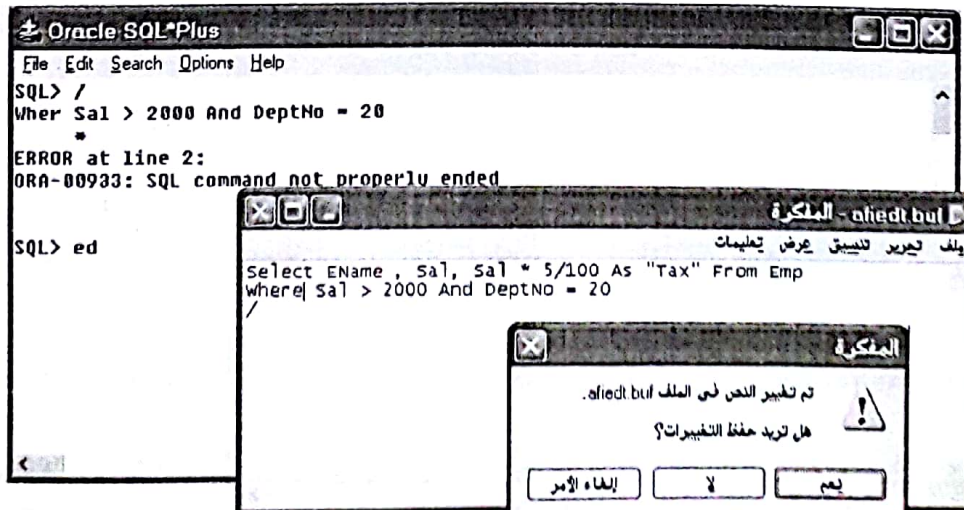 Oracle SQL*Plus
File Edit Search Options Help
SQL> /
Wher Sal > 2000 And DeptNo = 20
*
ERROR at line 2:
ORA-00933: SQL command not properly ended
SQL> ed
afiedt.buf - المفكرة
ملف تحرير تنسيق عرض تعليمات
Select EName , Sal, Sal * 5/100 As "Tax" From Emp
Where Sal > 2000 And DeptNo = 20
/
المفكرة
تم تغيير النص في الملف afiedt.buf.
هل تريد حفظ التغييرات؟
نعم لا إلغاء الأمر